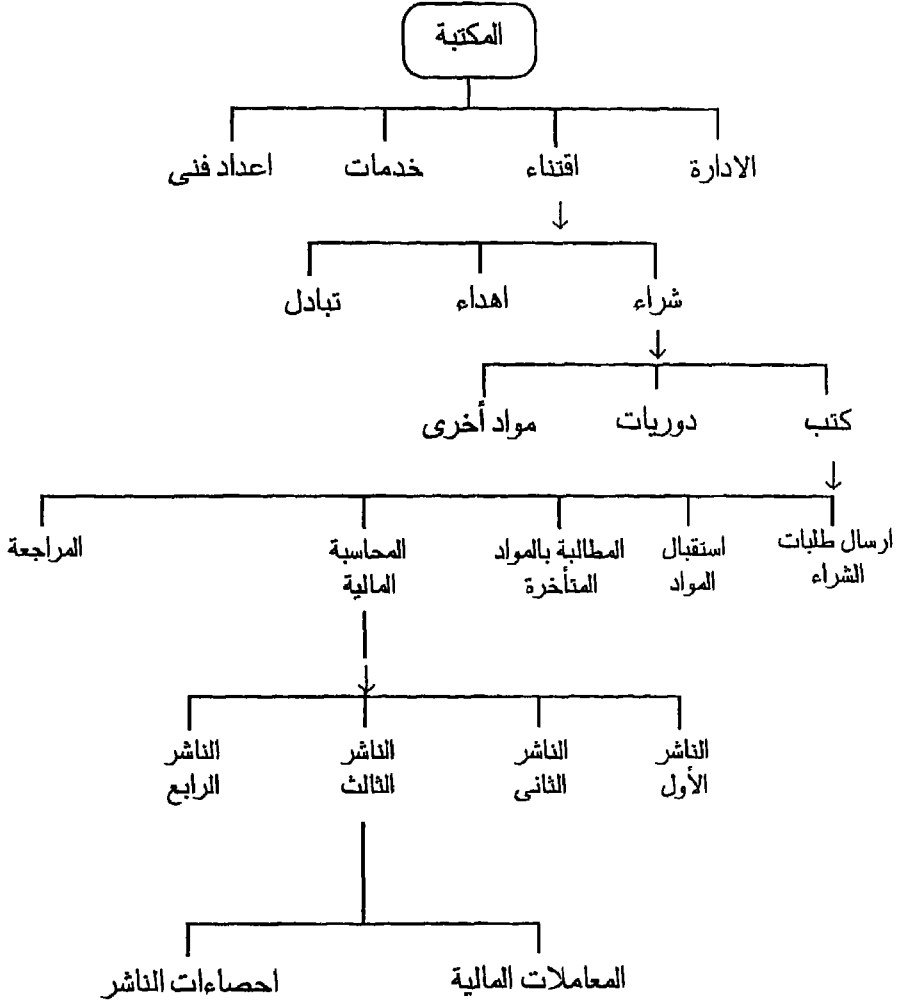 المكتبة
الادارة
اقتناء
خدمات
اعداد فنى
شراء
اهداء
تبادل
كتب
دوريات
مواد أخرى
ارسال طلبات
الشراء
استقبال
المواد
المطالبة بالمواد
المتأخرة
المحاسبة
المالية
المراجعة
الناشر
الأول
الناشر
الثانى
الناشر
الثالث
الناشر
الرابع
المعاملات المالية
احصاءات الناشر